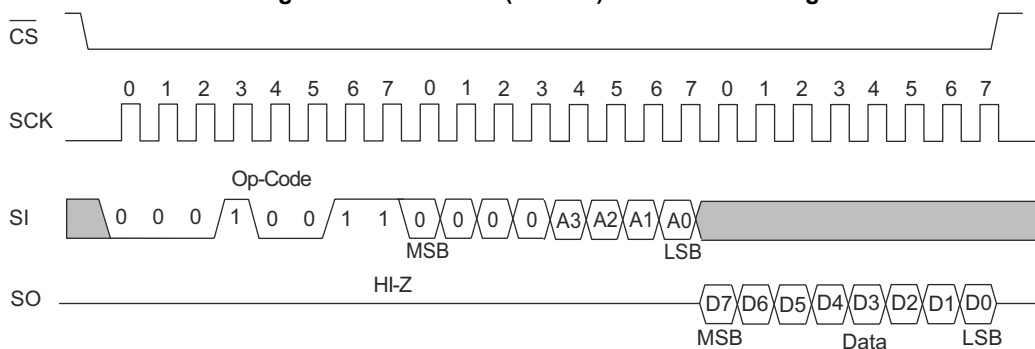 CS
0 1 2 3 4 5 6 7 0 1 2 3 4 5 6 7 0 1 2 3 4 5 6 7
SCK
Op-Code
SI 0 0 0 1 0 0 1 1 0 0 0 0 A3 A2 A1 A0
MSB LSB
HI-Z
SO D7 D6 D5 D4 D3 D2 D1 D0
MSB Data LSB